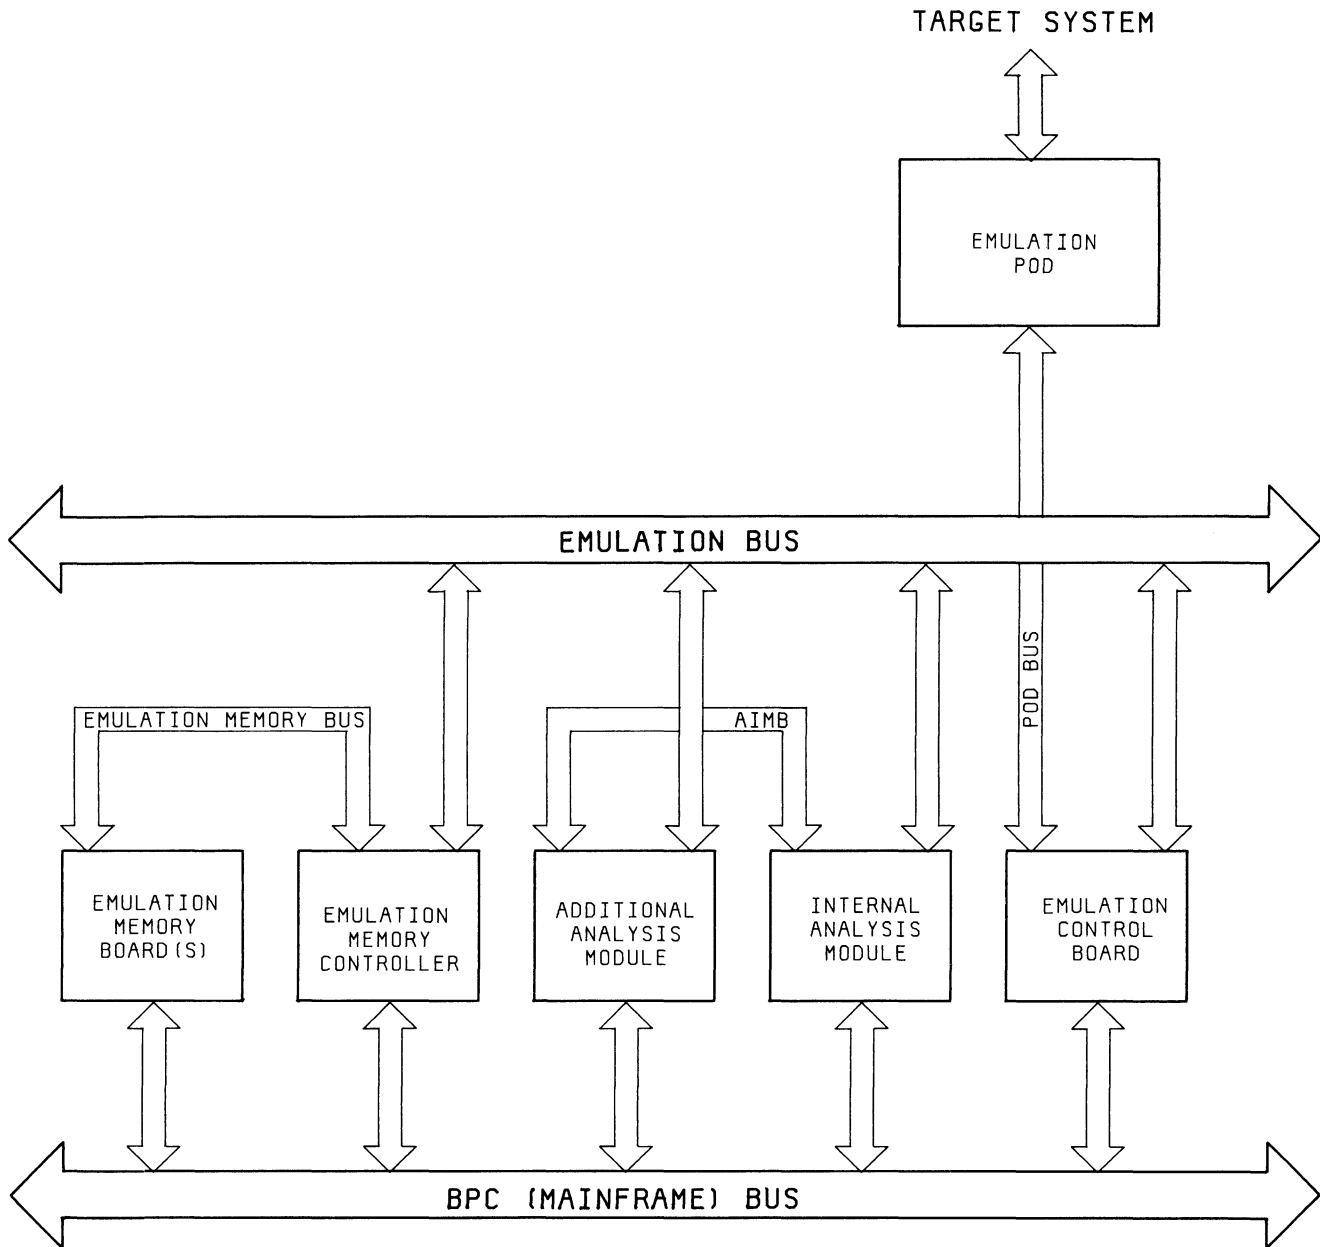 TARGET SYSTEM
EMULATION
POD
EMULATION BUS
POD BUS
EMULATION MEMORY BUS
AIMB
EMULATION
MEMORY
BOARD(S)
EMULATION
MEMORY
CONTROLLER
ADDITIONAL
ANALYSIS
MODULE
INTERNAL
ANALYSIS
MODULE
EMULATION
CONTROL
BOARD
BPC (MAINFRAME) BUS